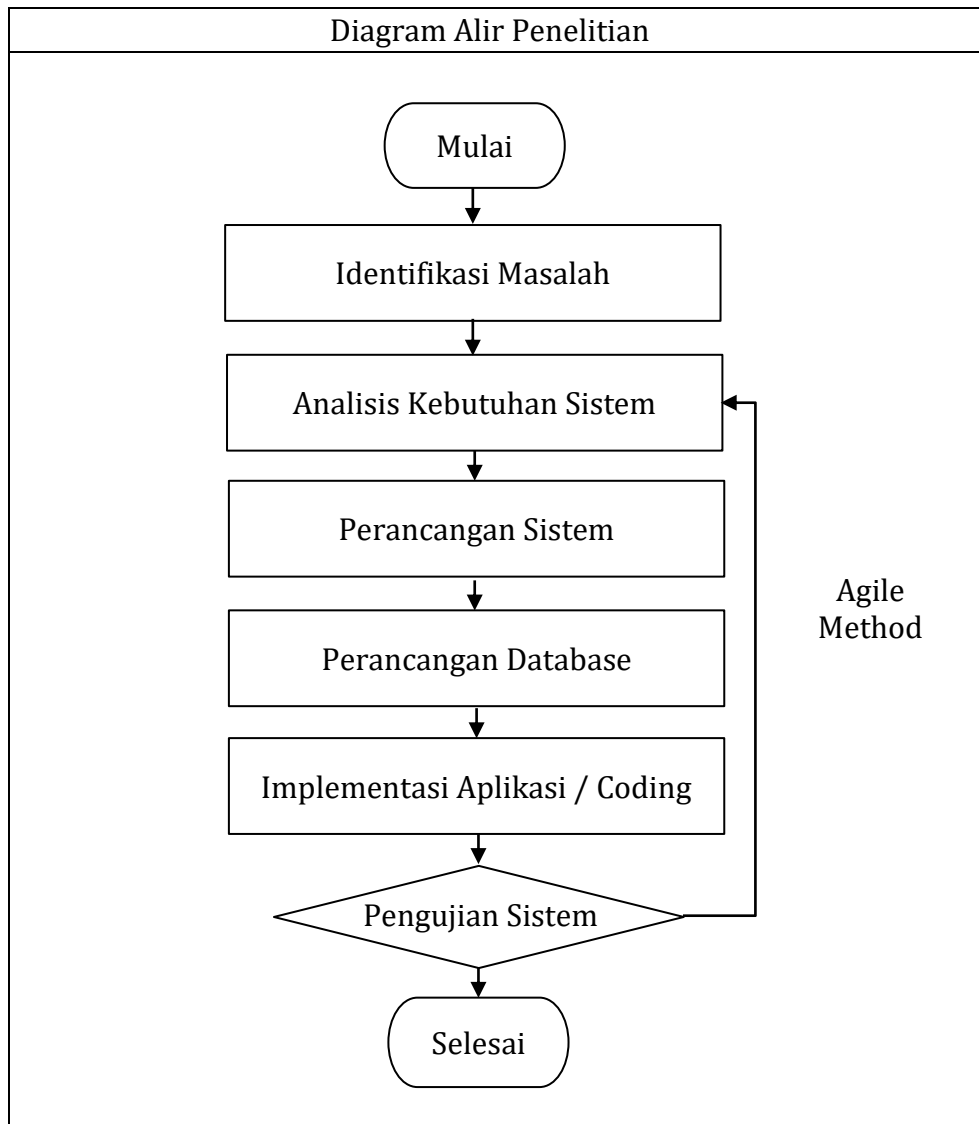 Diagram Alir Penelitian
Mulai
Identifikasi Masalah
Analisis Kebutuhan Sistem
Perancangan Sistem
Perancangan Database
Implementasi Aplikasi / Coding
Pengujian Sistem
Selesai
Agile
Method